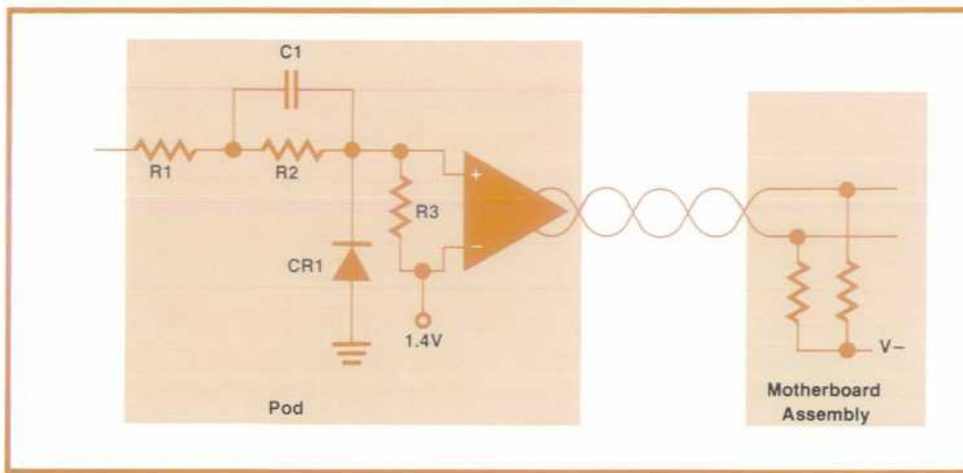 C1
R1
R2
R3
+
−
CR1
1.4V
V−
Pod
Motherboard
Assembly